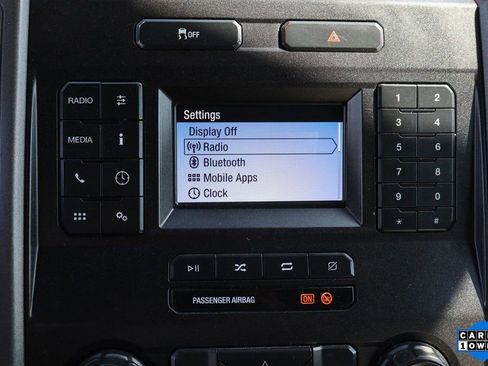 OFF
RADIO
MEDIA
i
Settings
Display Off
Radio
Bluetooth
Mobile Apps
Clock
1 2
3 4
5 6
7 8
9 0
* #
PASSENGER AIRBAG ON
1